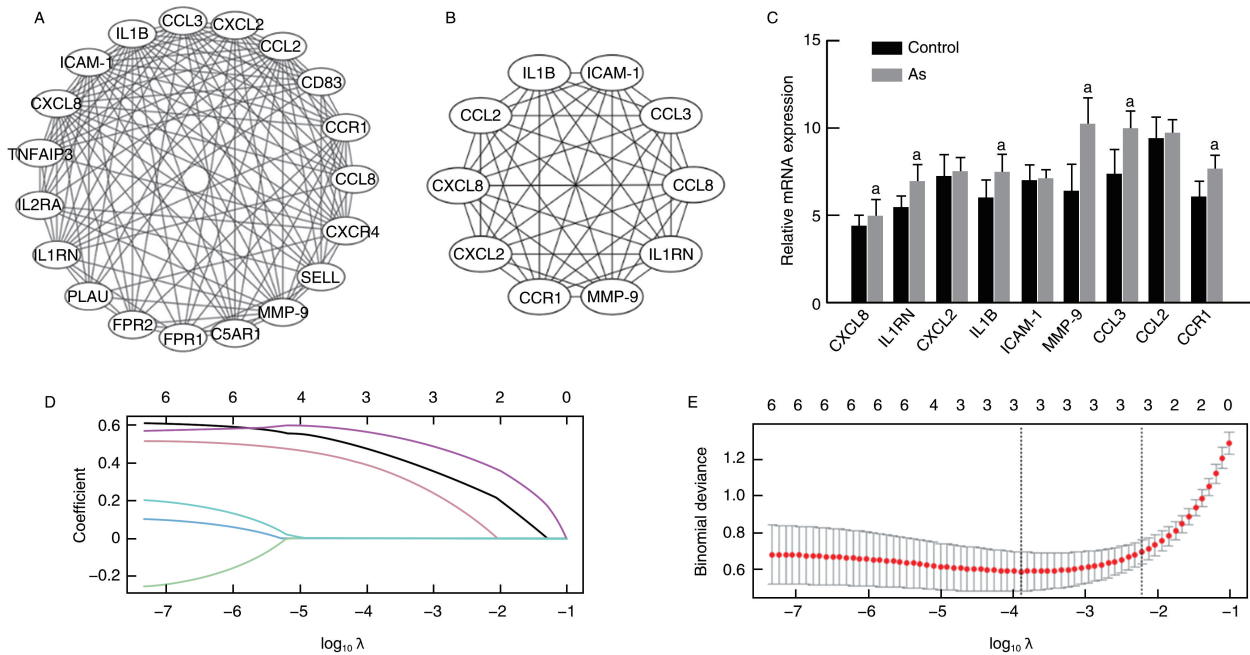 A
CCL3
CXCL2
IL1B
CCL2
ICAM-1
CD83
CXCL8
CCR1
TNFAIP3
CCL8
IL2RA
CXCR4
IL1RN
SELL
PLAU
MMP-9
FPR2
C5AR1
FPR1
B
IL1B
ICAM-1
CCL2
CCL3
CXCL8
CCL8
CXCL2
IL1RN
CCR1
MMP-9
C
15
10
5
0
Relative mRNA expression
Control
As
a
a
a
a
a
a
CXCL8
IL1RN
CXCL2
IL1B
ICAM-1
MMP-9
CCL3
CCL2
CCR1
D
6 6 4 3 3 2 0
0.6
0.4
0.2
0
−0.2
Coefficient
−7 −6 −5 −4 −3 −2 −1
log10 λ
E
6 6 6 6 6 6 4 3 3 3 3 3 3 3 3 2 2 0
1.2
1.0
0.8
0.6
Binomial deviance
−7 −6 −5 −4 −3 −2 −1
log10 λ